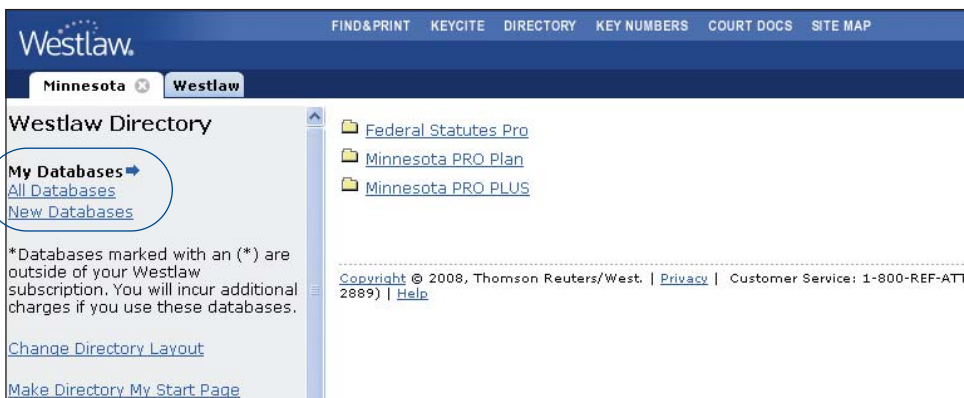 Westlaw.
FIND&PRINT KEYCITE DIRECTORY KEY NUMBERS COURT DOCS SITE MAP
Minnesota Westlaw
Westlaw Directory
My Databases
All Databases
New Databases
*Databases marked with an (*) are
outside of your Westlaw
subscription. You will incur additional
charges if you use these databases.
Change Directory Layout
Make Directory My Start Page
Federal Statutes Pro
Minnesota PRO Plan
Minnesota PRO PLUS
Copyright © 2008, Thomson Reuters/West. | Privacy | Customer Service: 1-800-REF-ATT
2889) | Help